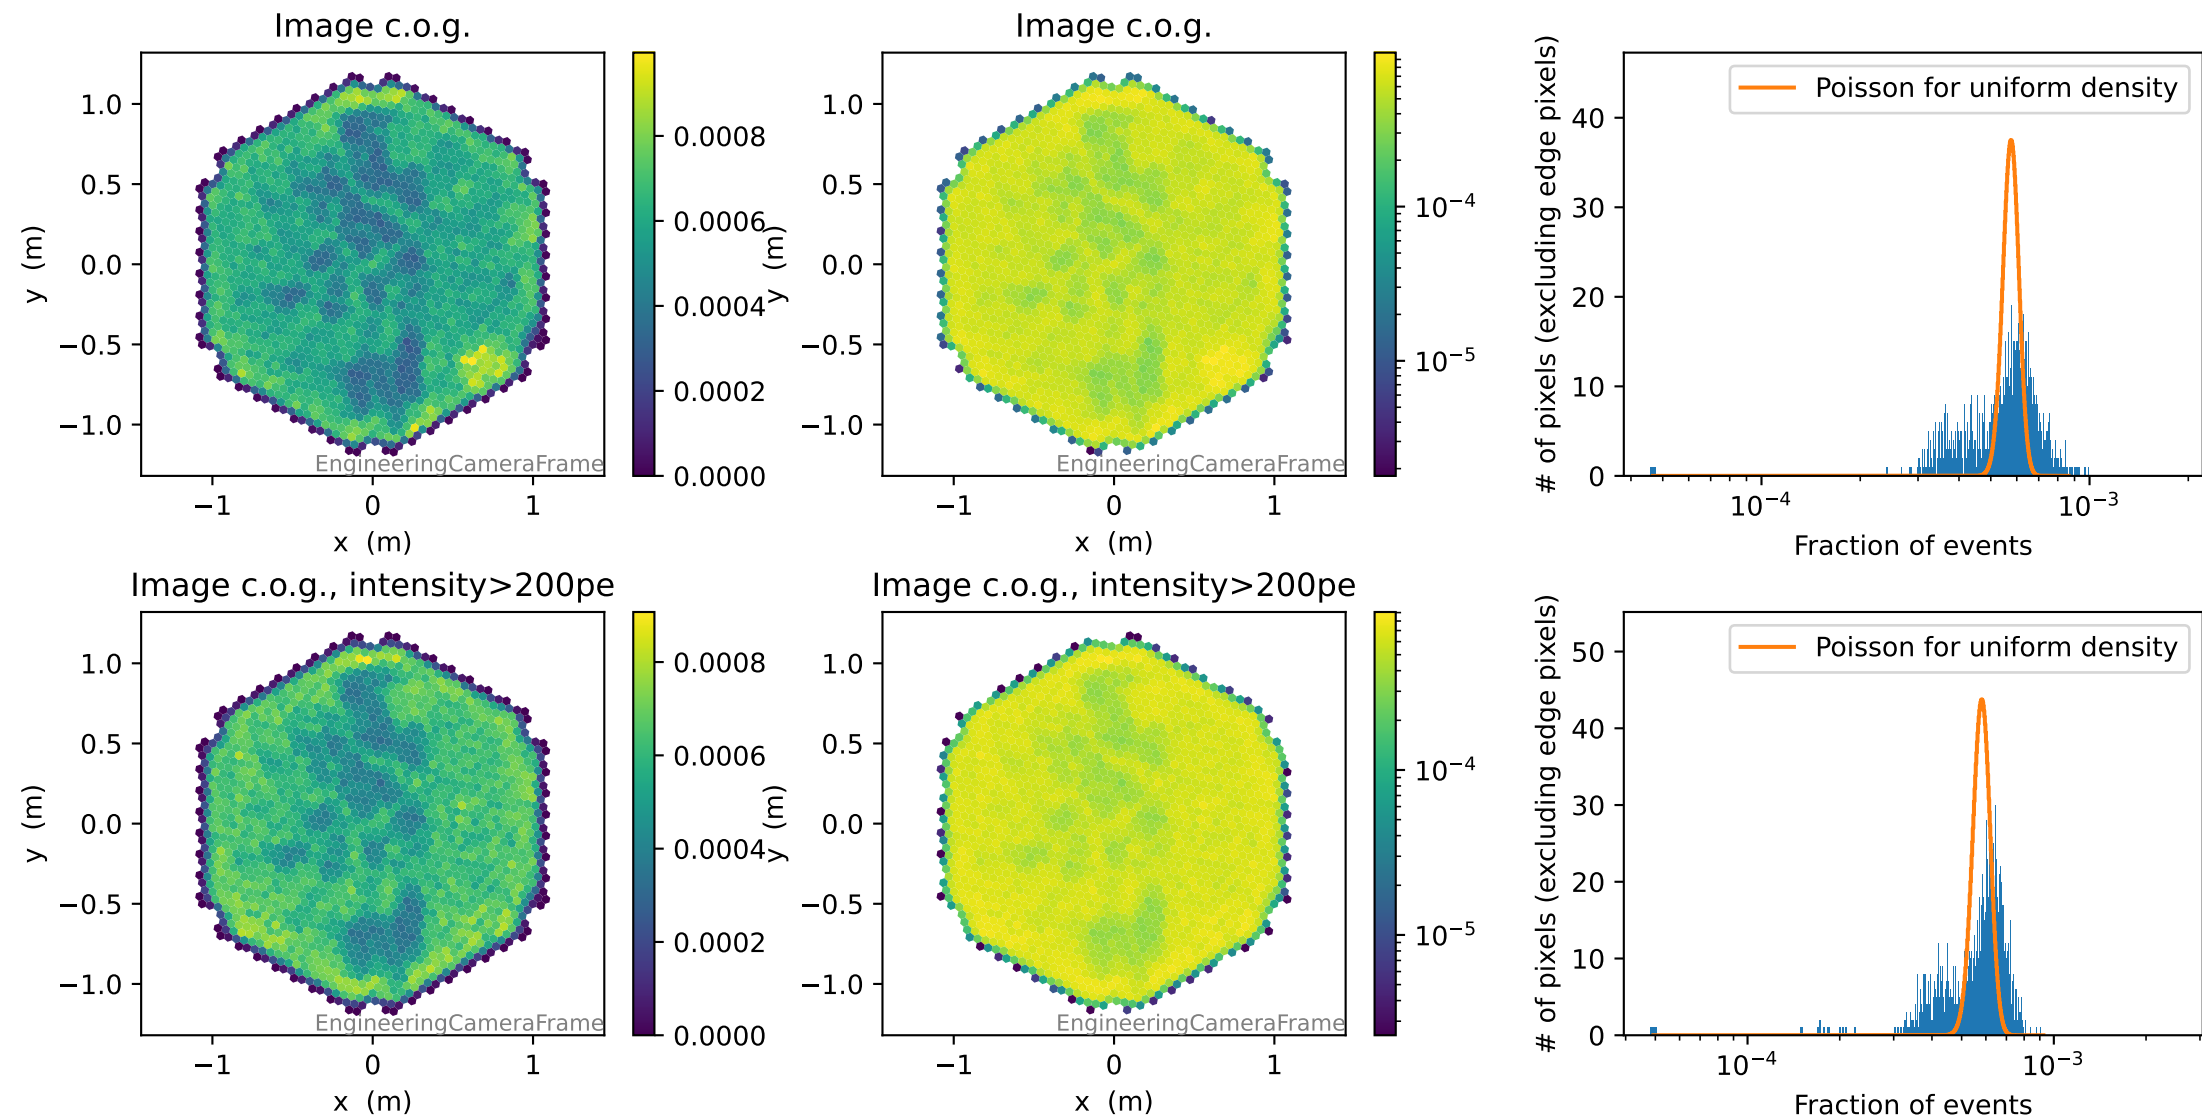 Image c.o.g.
1.0
0.5
0.0
−0.5
−1.0
y (m)
−1
0
1
x (m)
EngineeringCameraFrame
0.0008
0.0006
0.0004
0.0002
0.0000
Image c.o.g.
1.0
0.5
0.0
−0.5
−1.0
y (m)
−1
0
1
x (m)
EngineeringCameraFrame
10−4
10−5
Poisson for uniform density
# of pixels (excluding edge pixels)
40
30
20
10
0
10−4
10−3
Fraction of events
Image c.o.g., intensity>200pe
1.0
0.5
0.0
−0.5
−1.0
y (m)
−1
0
1
x (m)
EngineeringCameraFrame
0.0008
0.0006
0.0004
0.0002
0.0000
Image c.o.g., intensity>200pe
1.0
0.5
0.0
−0.5
−1.0
y (m)
−1
0
1
x (m)
EngineeringCameraFrame
10−4
10−5
Poisson for uniform density
# of pixels (excluding edge pixels)
50
40
30
20
10
0
10−4
10−3
Fraction of events